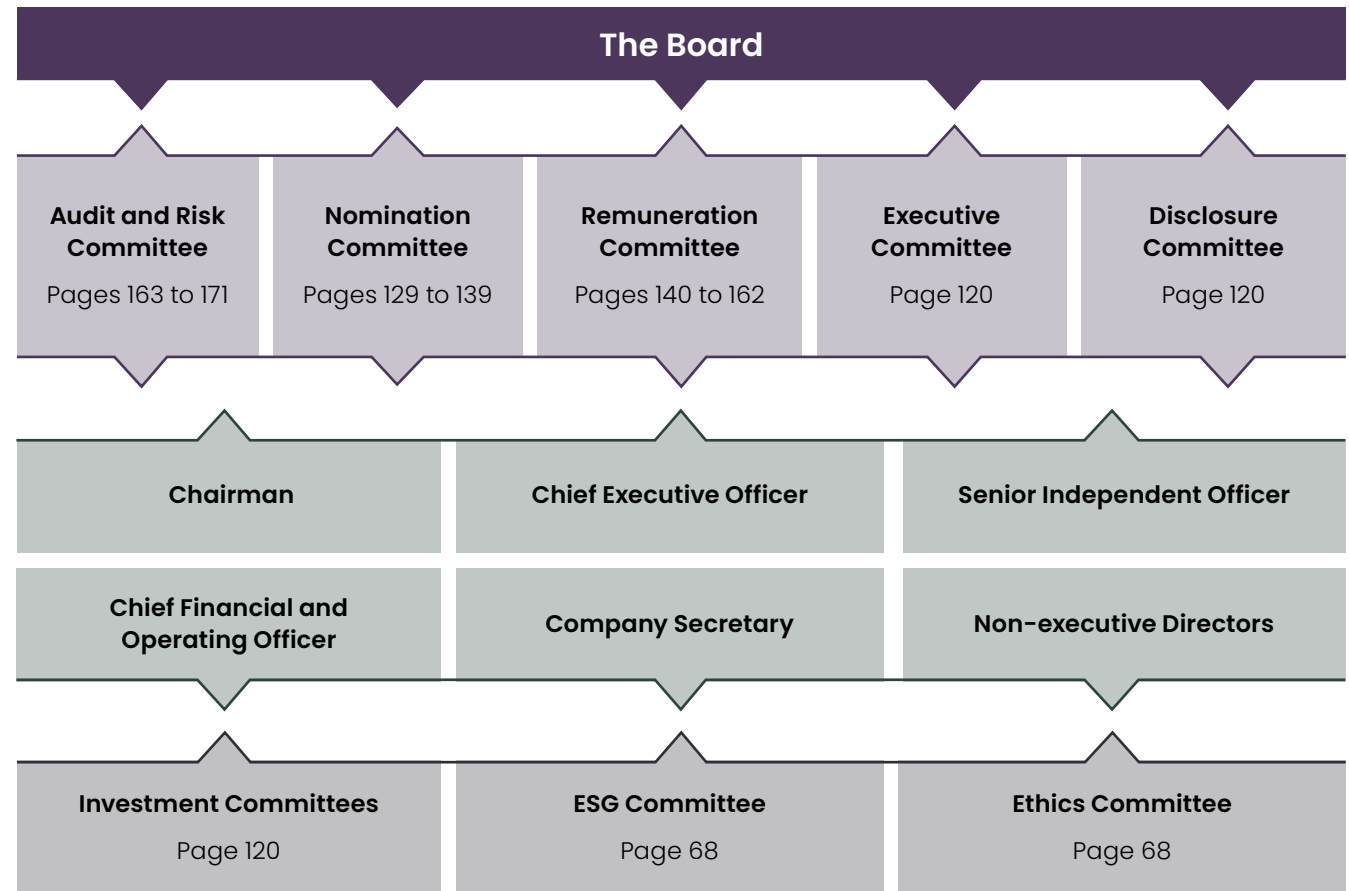 The Board
Audit and Risk
Committee
Pages 163 to 171
Nomination
Committee
Pages 129 to 139
Remuneration
Committee
Pages 140 to 162
Executive
Committee
Page 120
Disclosure
Committee
Page 120
Chairman
Chief Executive Officer
Senior Independent Officer
Chief Financial and
Operating Officer
Company Secretary
Non-executive Directors
Investment Committees
Page 120
ESG Committee
Page 68
Ethics Committee
Page 68